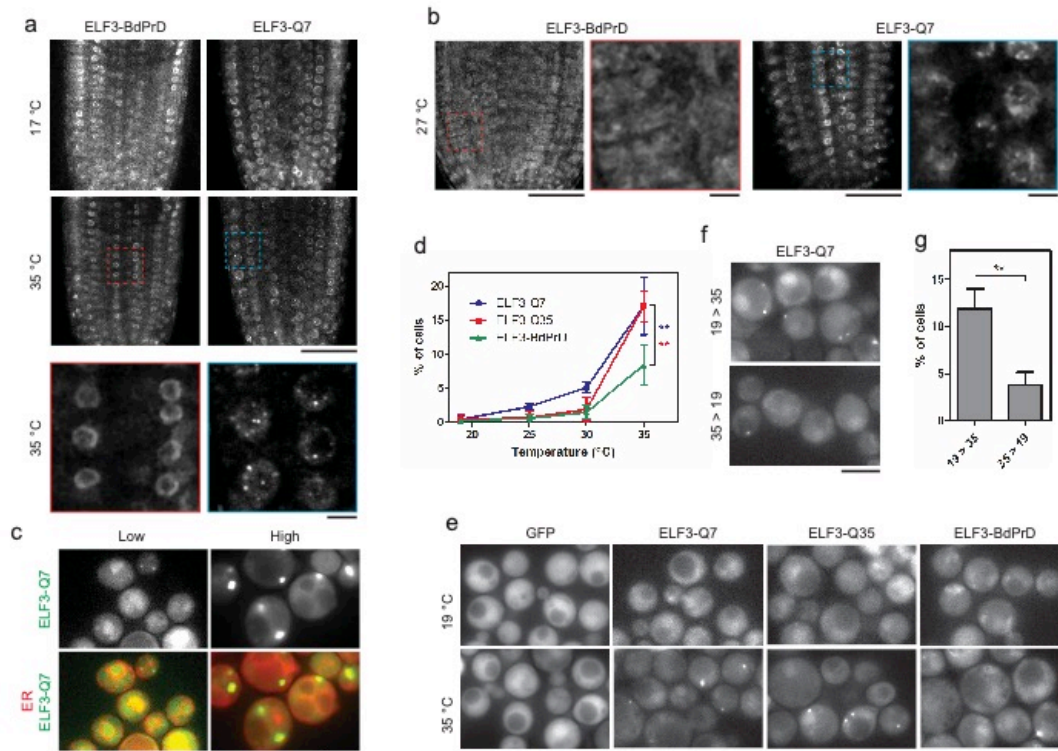 a
ELF3-BdPrD ELF3-Q7
17 °C
35 °C
35 °C
b
ELF3-BdPrD ELF3-Q7
27 °C
c
Low High
ELF3-Q7
ER
ELF3-Q7
d
% of cells
20
15
10
5
0
ELF3-Q7
ELF3-Q35
ELF3-BdPrD
**
**
20 25 30 35
Temperature (°C)
f
ELF3-Q7
19 > 35
35 > 19
g
% of cells
15
10
5
0
**
19 > 35
35 > 19
e
GFP ELF3-Q7 ELF3-Q35 ELF3-BdPrD
19 °C
35 °C